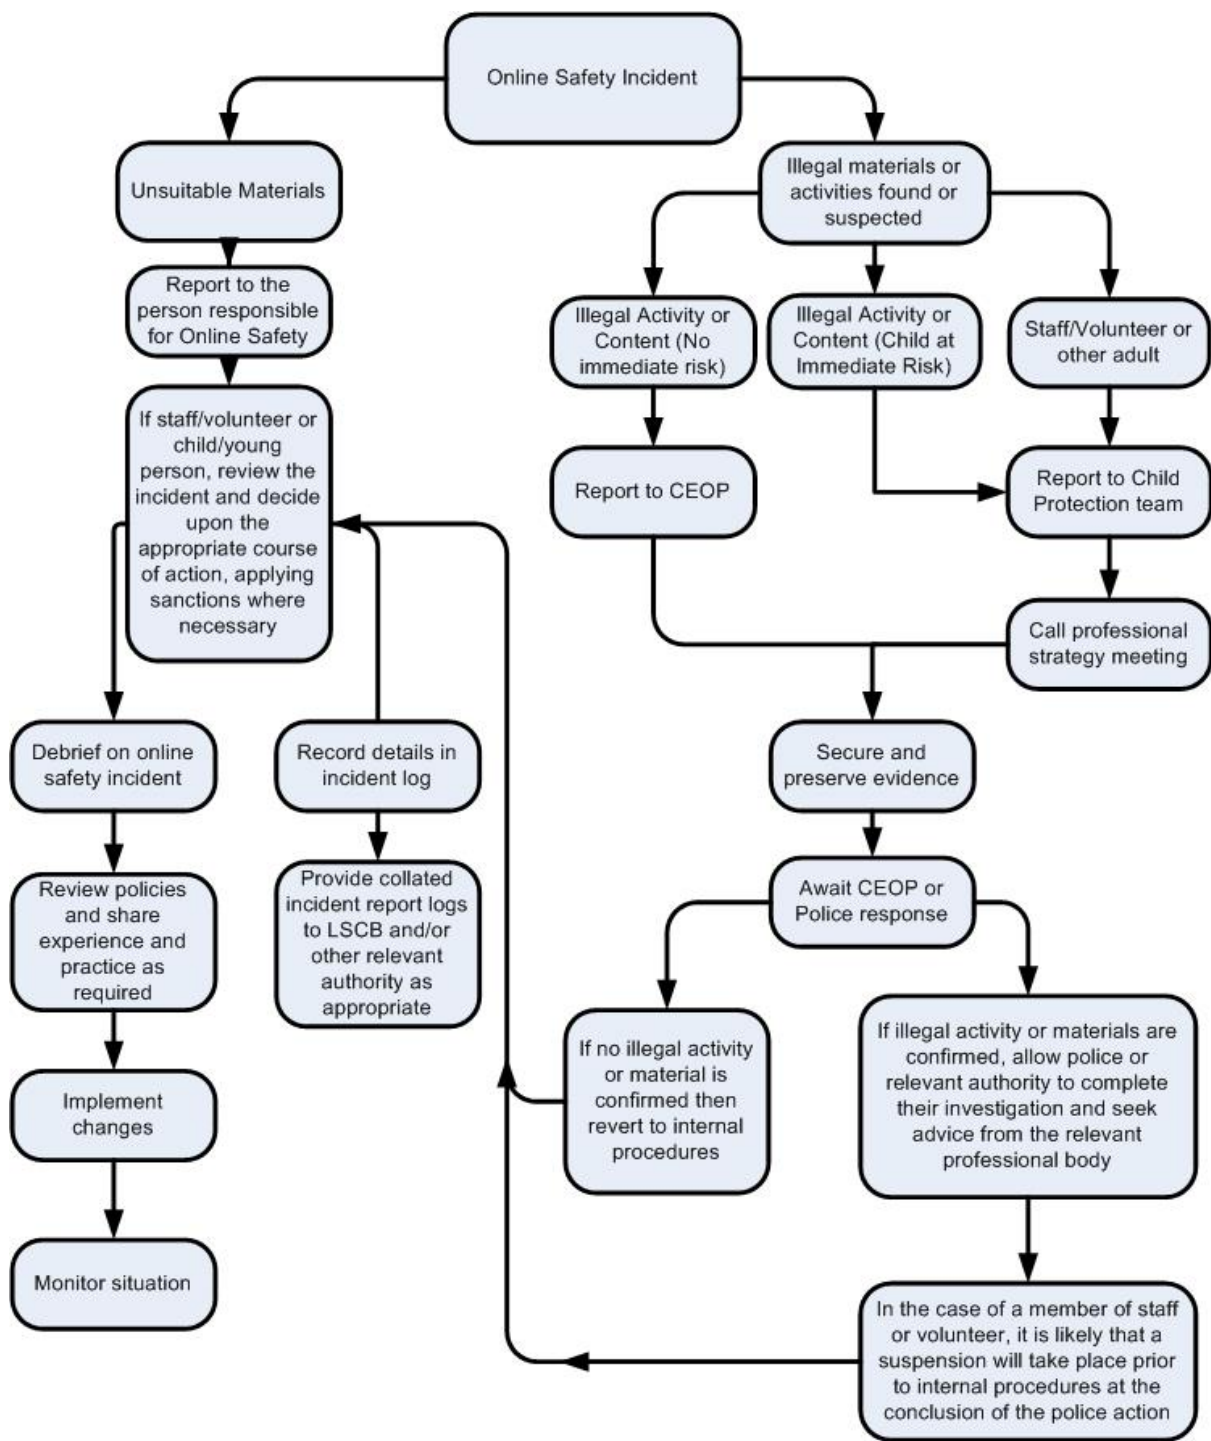 Online Safety Incident
Unsuitable Materials
Illegal materials or
activities found or
suspected
Report to the
person responsible
for Online Safety
Illegal Activity or
Content (No
immediate risk)
Illegal Activity or
Content (Child at
Immediate Risk)
Staff/Volunteer or
other adult
If staff/volunteer or
child/young
person, review the
incident and decide
upon the
appropriate course
of action, applying
sanctions where
necessary
Report to CEOP
Report to Child
Protection team
Call professional
strategy meeting
Debrief on online
safety incident
Record details in
incident log
Secure and
preserve evidence
Review policies
and share
experience and
practice as
required
Provide collated
incident report logs
to LSCB and/or
other relevant
authority as
appropriate
Await CEOP or
Police response
If no illegal activity
or material is
confirmed then
revert to internal
procedures
If illegal activity or materials are
confirmed, allow police or
relevant authority to complete
their investigation and seek
advice from the relevant
professional body
Implement
changes
Monitor situation
In the case of a member of staff
or volunteer, it is likely that a
suspension will take place prior
to internal procedures at the
conclusion of the police action